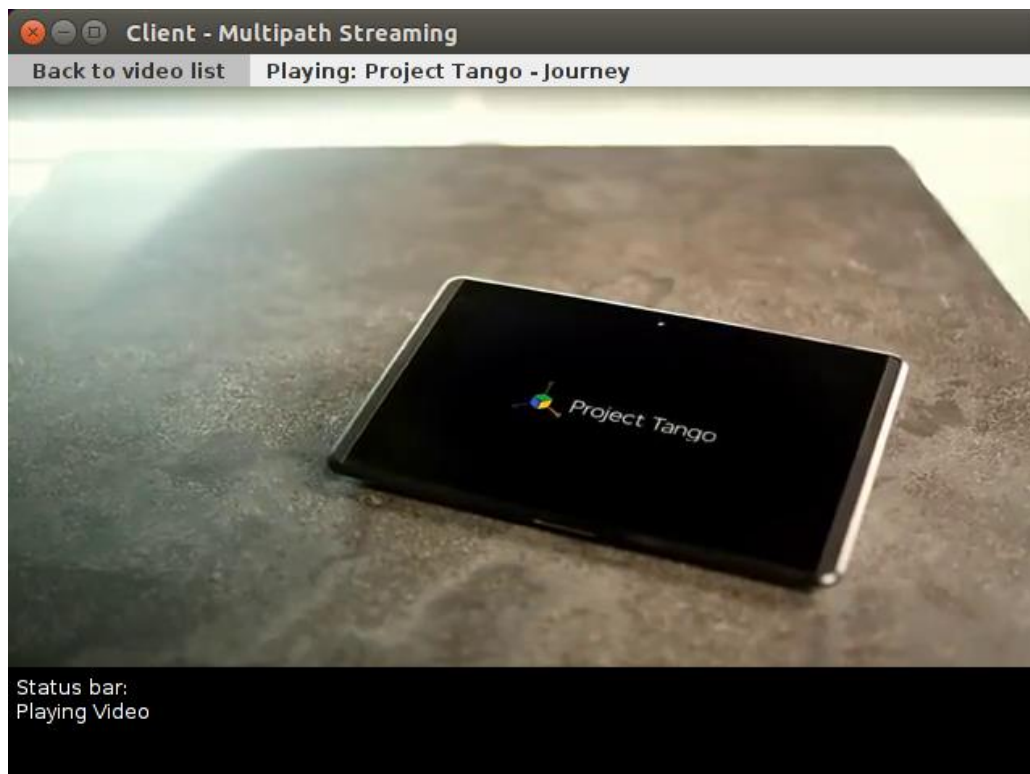 Client - Multipath Streaming
Back to video list Playing: Project Tango - Journey
Project Tango
Status bar:
Playing Video